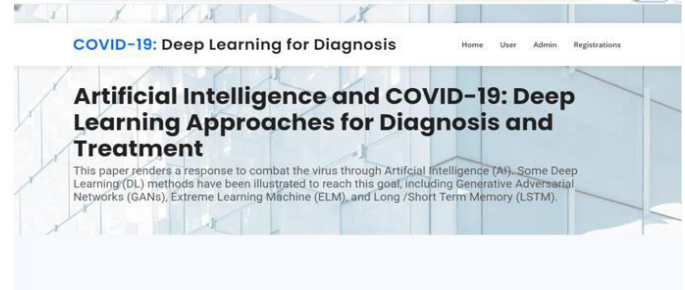 COVID-19: Deep Learning for Diagnosis
Home User Admin Registrations
Artificial Intelligence and COVID-19: Deep
Learning Approaches for Diagnosis and
Treatment
This paper renders a response to combat the virus through Artifcial Intelligence (AI). Some Deep
Learning (DL) methods have been illustrated to reach this goal, including Generative Adversarial
Networks (GANs), Extreme Learning Machine (ELM), and Long /Short Term Memory (LSTM).